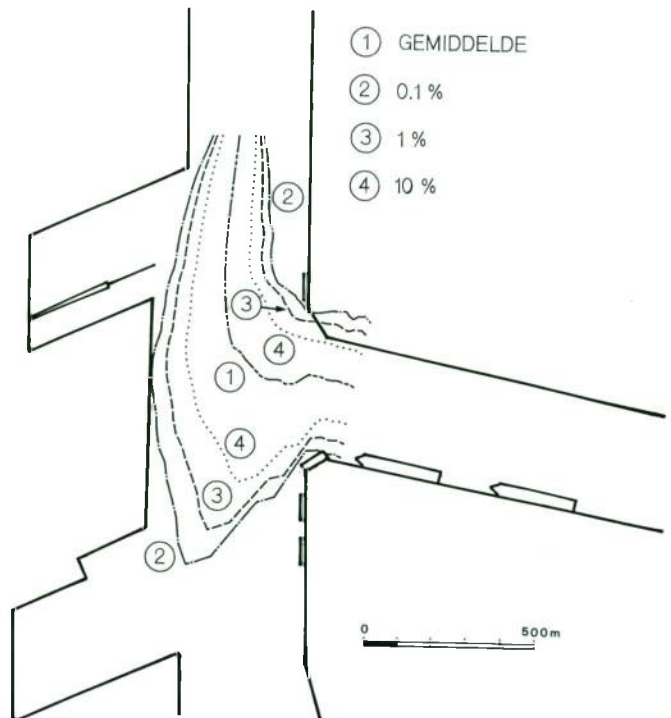 ① GEMIDDELDE
② 0.1 %
③ 1 %
④ 10 %
②
③
④
①
④
③
②
0 500m